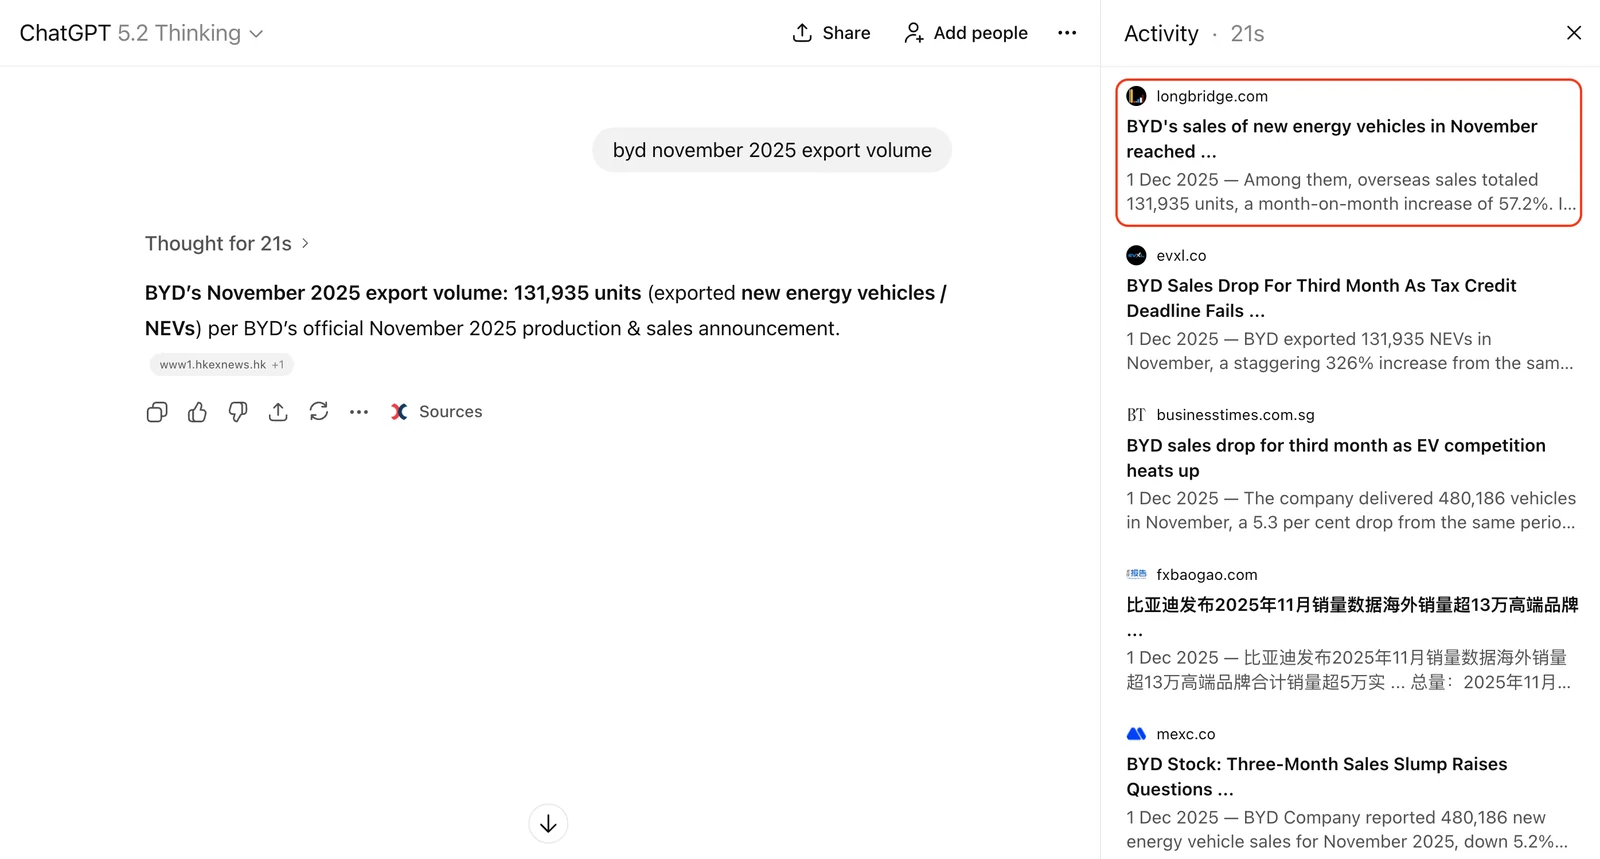 ChatGPT 5.2 Thinking
Share
Add people
byd november 2025 export volume
Thought for 21s
BYD’s November 2025 export volume: 131,935 units (exported new energy vehicles /
NEVs) per BYD’s official November 2025 production & sales announcement.
www1.hkexnews.hk +1
Sources
Activity · 21s
longbridge.com
BYD's sales of new energy vehicles in November
reached ...
1 Dec 2025 — Among them, overseas sales totaled
131,935 units, a month-on-month increase of 57.2%. I...
evxl.co
BYD Sales Drop For Third Month As Tax Credit
Deadline Fails ...
1 Dec 2025 — BYD exported 131,935 NEVs in
November, a staggering 326% increase from the sam...
BT businesstimes.com.sg
BYD sales drop for third month as EV competition
heats up
1 Dec 2025 — The company delivered 480,186 vehicles
in November, a 5.3 per cent drop from the same perio...
报告 fxbaogao.com
比亚迪发布2025年11月销量数据海外销量超13万高端品牌
...
1 Dec 2025 — 比亚迪发布2025年11月销量数据海外销量
超13万高端品牌合计销量超5万实 ... 总量：2025年11月...
mexc.co
BYD Stock: Three-Month Sales Slump Raises
Questions ...
1 Dec 2025 — BYD Company reported 480,186 new
energy vehicle sales for November 2025, down 5.2%...